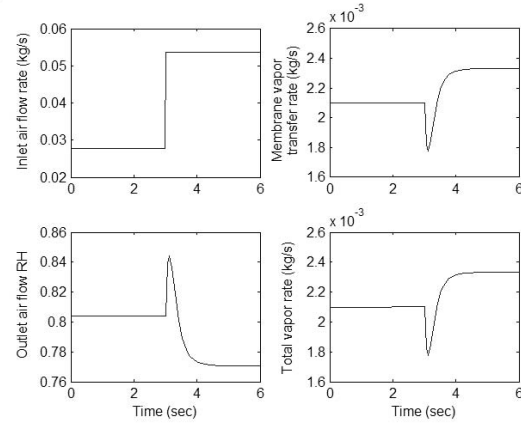 Inlet air flow rate (kg/s)
0.06
0.05
0.04
0.03
0.02
0 2 4 6
Membrane vapor
transfer rate (kg/s)
x 10⁻³
2.6
2.4
2.2
2
1.8
1.6
0 2 4 6
Outlet air flow RH
0.86
0.84
0.82
0.8
0.78
0.76
0 2 4 6
Time (sec)
Total vapor rate (kg/s)
x 10⁻³
2.6
2.4
2.2
2
1.8
1.6
0 2 4 6
Time (sec)